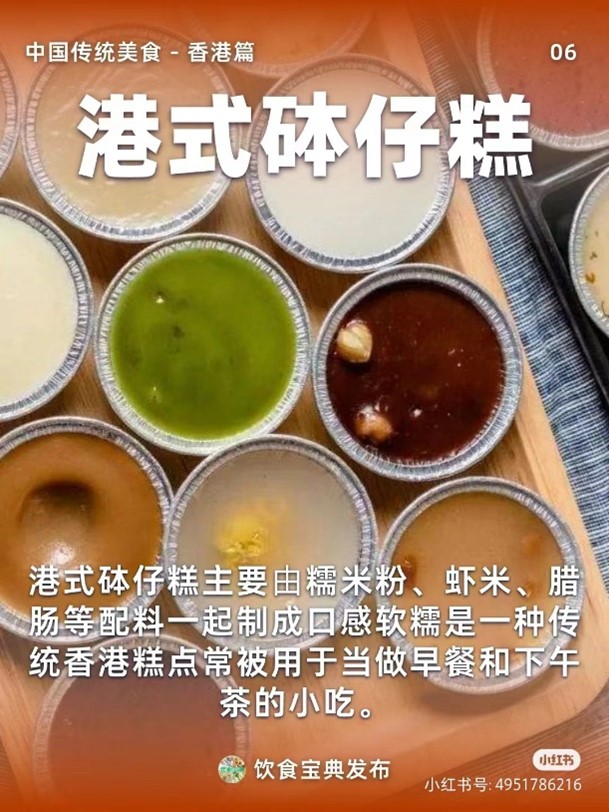 中国传统美食 - 香港篇
06
港式砵仔糕
港式砵仔糕主要由糯米粉、虾米、腊
肠等配料一起制成口感软糯是一种传
统香港糕点常被用于当做早餐和下午
茶的小吃。
饮食宝典发布
小红书
小红书号: 4951786216